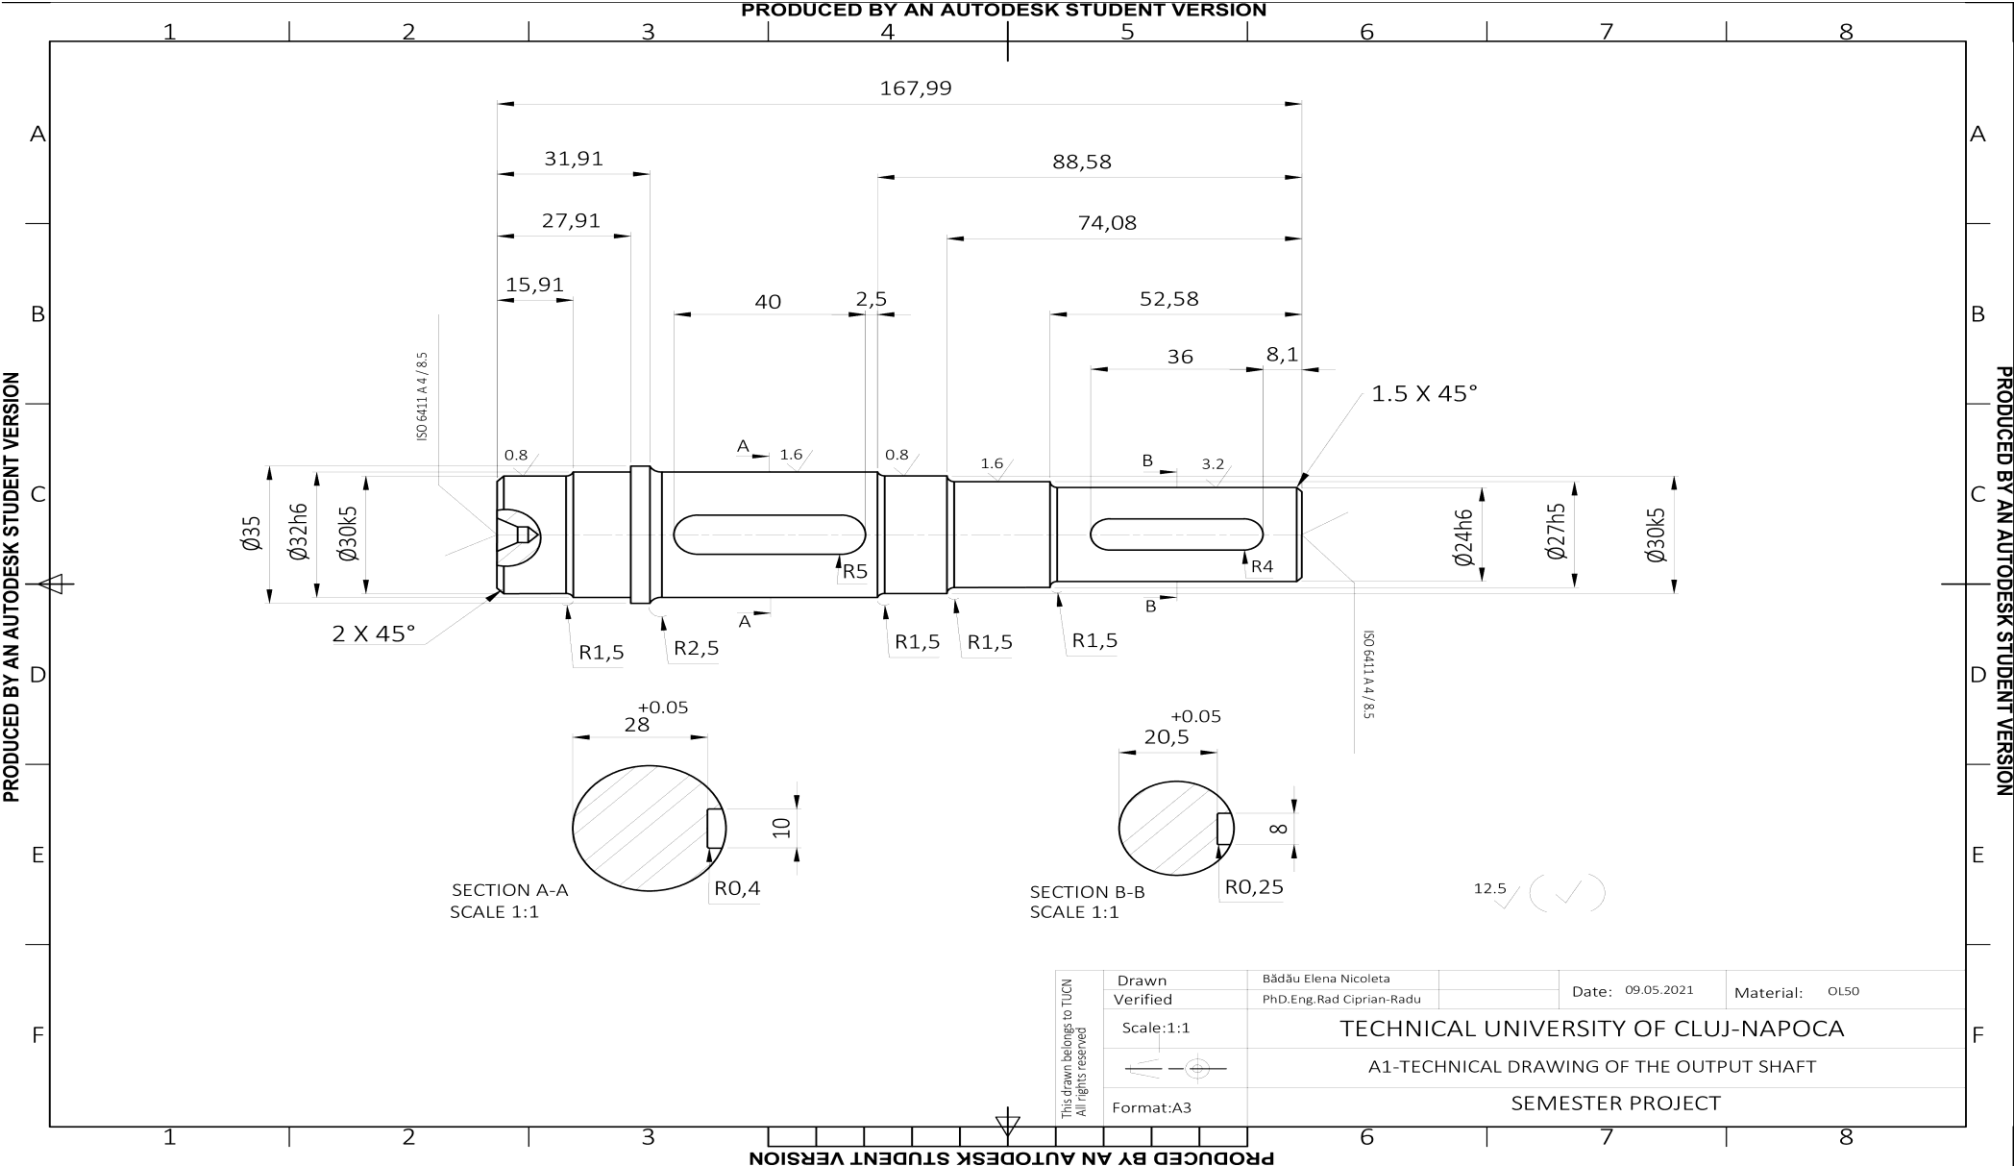 PRODUCED BY AN AUTODESK STUDENT VERSION
1 2 3 4 5 6 7 8
A A
B B
C C
D D
E E
F F
PRODUCED BY AN AUTODESK STUDENT VERSION
PRODUCED BY AN AUTODESK STUDENT VERSION
167,99
31,91
88,58
27,91
74,08
15,91
40
2,5
52,58
36
8,1
1.5 X 45°
ISO 6411 A 4 / 8.5
0.8
A
1.6
0.8
1.6
B
3.2
Ø35
Ø32h6
Ø30k5
R5
R4
Ø24h6
Ø27h5
Ø30k5
A
B
2 X 45°
R1,5
R2,5
R1,5
R1,5
R1,5
ISO 6411 A 4 / 8.5
+0.05
28
10
R0,4
SECTION A-A
SCALE 1:1
+0.05
20,5
8
R0,25
SECTION B-B
SCALE 1:1
12.5
This drawn belongs to TUCN
All rights reserved
Drawn Bădău Elena Nicoleta
Verified PhD.Eng.Rad Ciprian-Radu
Date: 09.05.2021 Material: OL50
Scale:1:1 TECHNICAL UNIVERSITY OF CLUJ-NAPOCA
A1-TECHNICAL DRAWING OF THE OUTPUT SHAFT
Format:A3 SEMESTER PROJECT
1 2 3 6 7 8
PRODUCED BY AN AUTODESK STUDENT VERSION